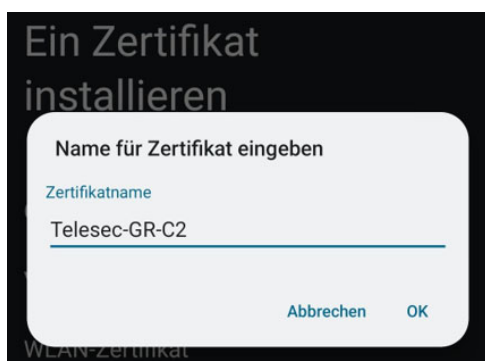 Ein Zertifikat
installieren
Name für Zertifikat eingeben
Zertifikatname
Telesec-GR-C2
Abbrechen OK
WLAN-Zertifikat